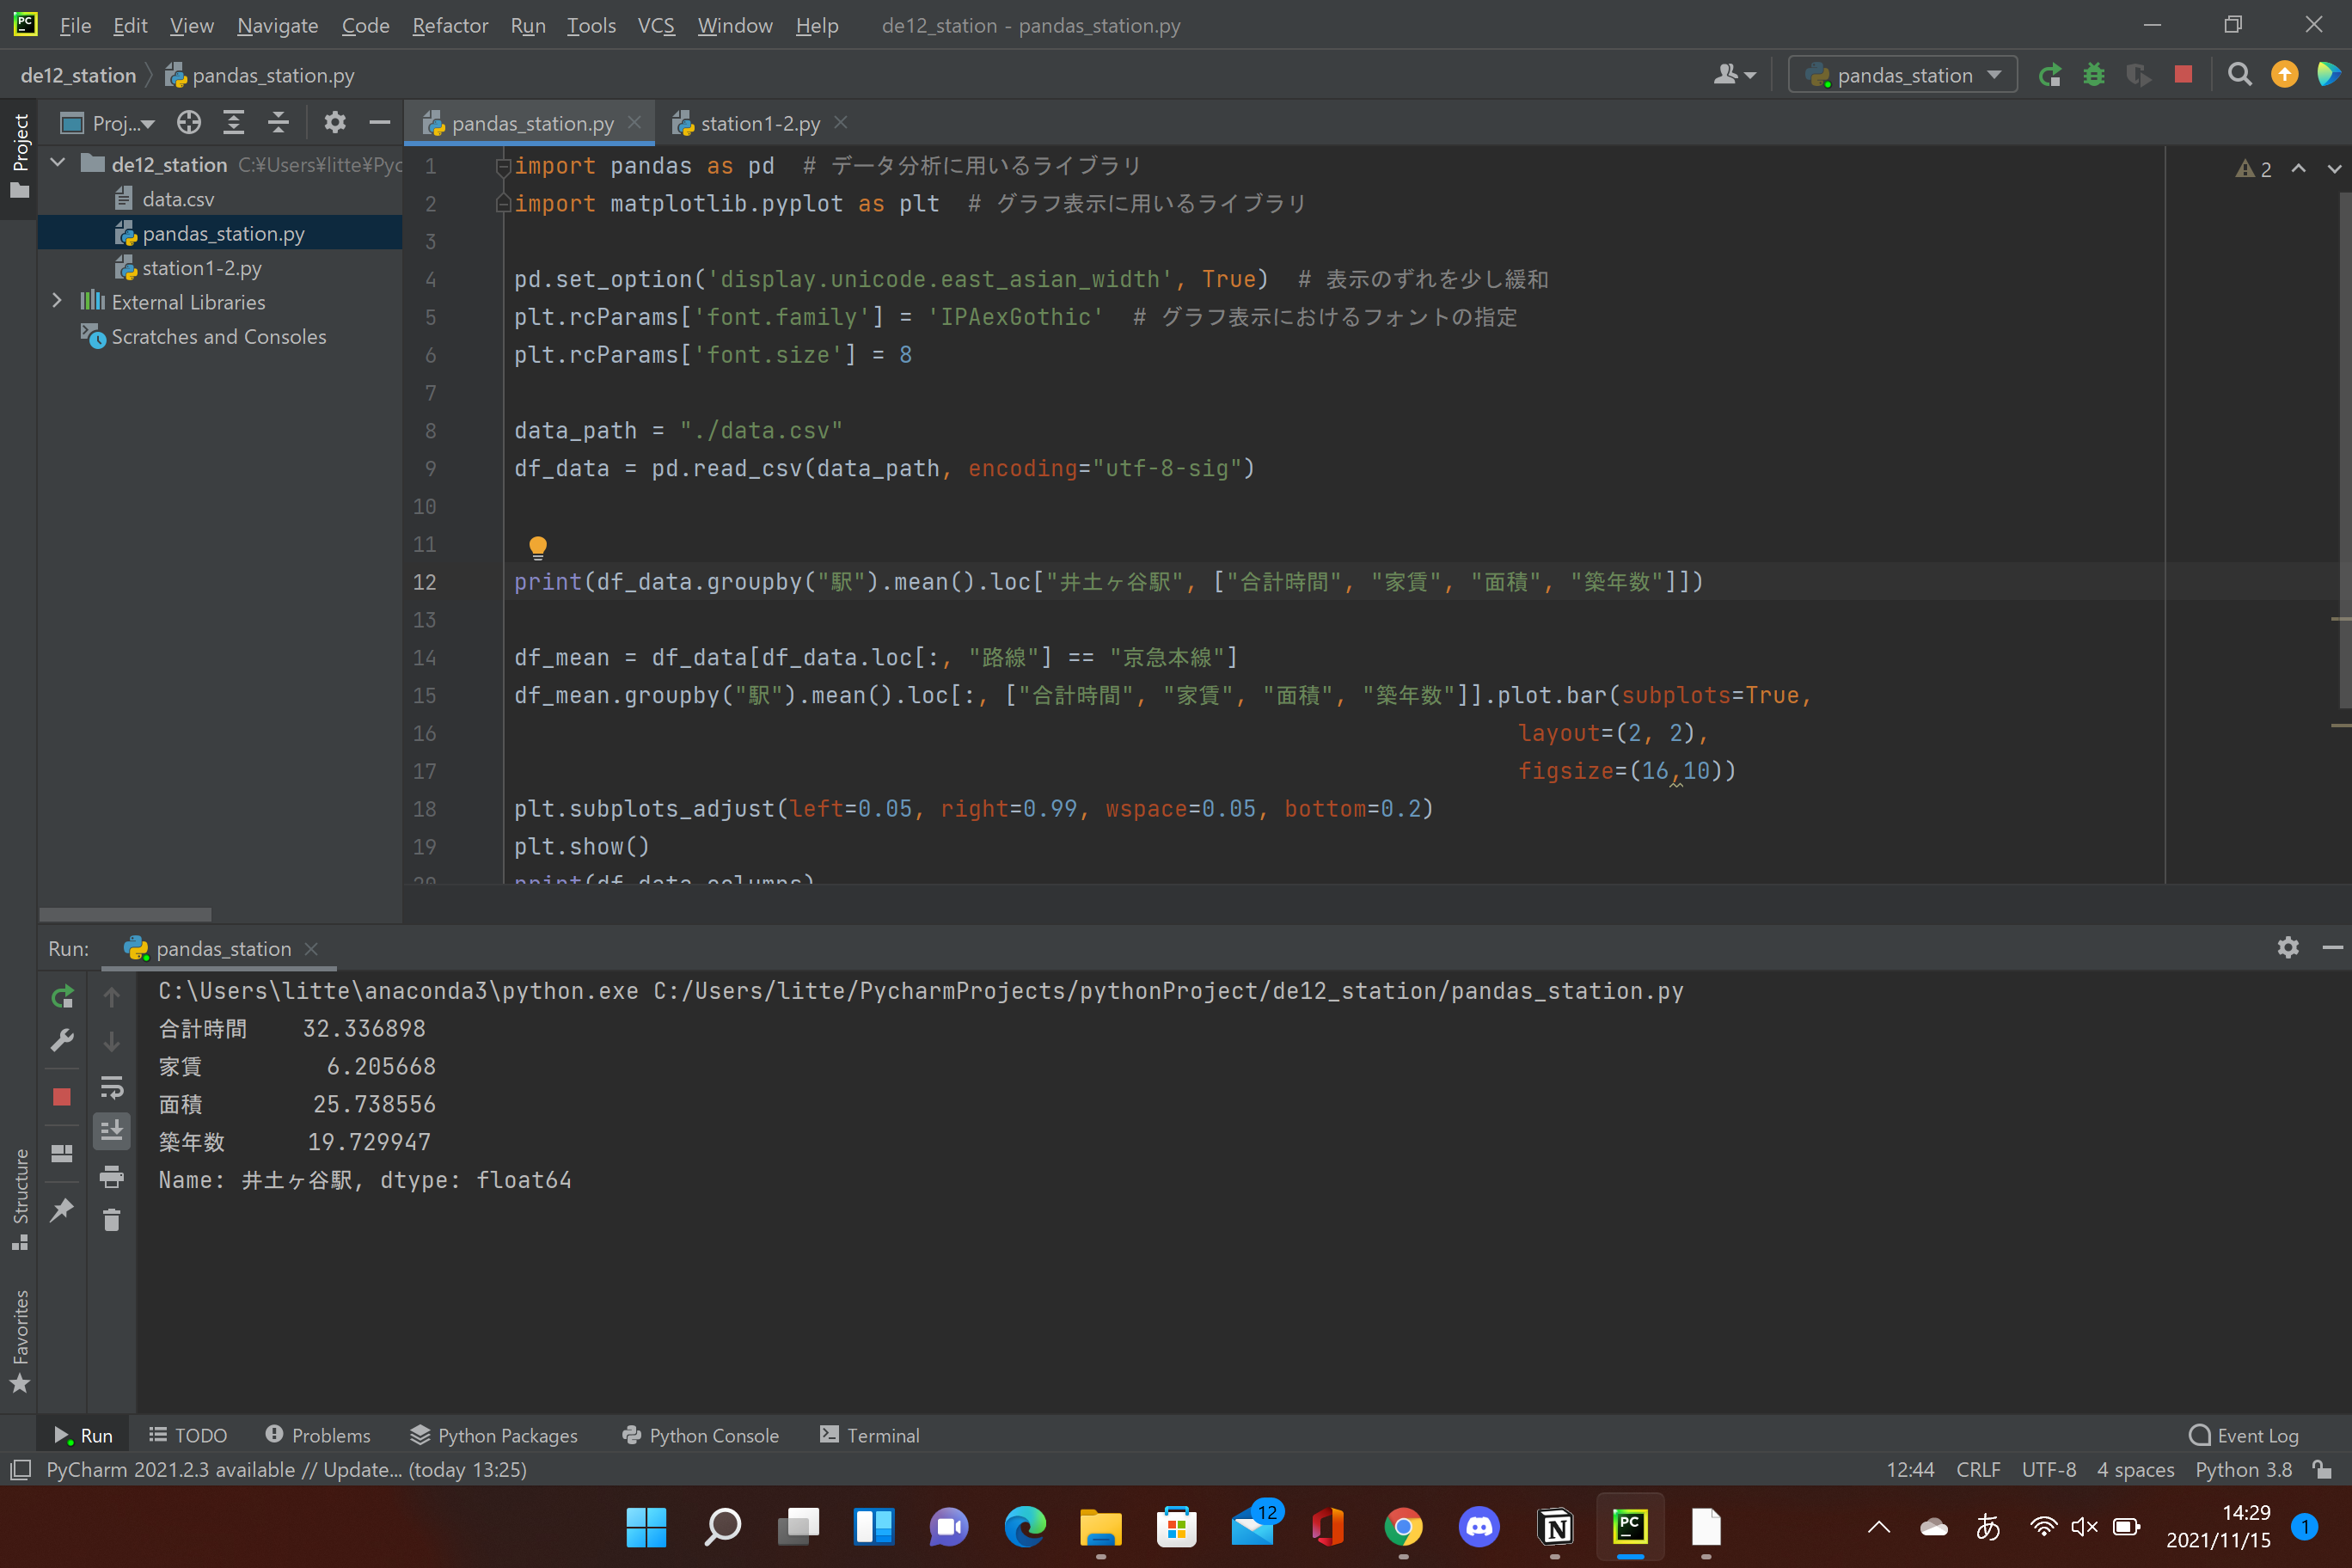 File Edit View Navigate Code Refactor Run Tools VCS Window Help de12_station - pandas_station.py
de12_station pandas_station.py pandas_station
Project
Proj... pandas_station.py station1-2.py
de12_station C:¥Users¥litte¥Pyc
data.csv
pandas_station.py
station1-2.py
External Libraries
Scratches and Consoles
2
1 import pandas as pd  # データ分析に用いるライブラリ
2 import matplotlib.pyplot as plt  # グラフ表示に用いるライブラリ
3
4 pd.set_option('display.unicode.east_asian_width', True)  # 表示のずれを少し緩和
5 plt.rcParams['font.family'] = 'IPAexGothic'  # グラフ表示におけるフォントの指定
6 plt.rcParams['font.size'] = 8
7
8 data_path = "./data.csv"
9 df_data = pd.read_csv(data_path, encoding="utf-8-sig")
10
11
12 print(df_data.groupby("駅").mean().loc["井土ヶ谷駅", ["合計時間", "家賃", "面積", "築年数"]])
13
14 df_mean = df_data[df_data.loc[:, "路線"] == "京急本線"]
15 df_mean.groupby("駅").mean().loc[:, ["合計時間", "家賃", "面積", "築年数"]].plot.bar(subplots=True,
16 layout=(2, 2),
17 figsize=(16,10))
18 plt.subplots_adjust(left=0.05, right=0.99, wspace=0.05, bottom=0.2)
19 plt.show()
20 print(df_data.columns)
Run: pandas_station
C:\Users\litte\anaconda3\python.exe C:/Users/litte/PycharmProjects/pythonProject/de12_station/pandas_station.py
合計時間 32.336898
家賃 6.205668
面積 25.738556
築年数 19.729947
Name: 井土ヶ谷駅, dtype: float64
Structure
Favorites
Run TODO Problems Python Packages Python Console Terminal Event Log
PyCharm 2021.2.3 available // Update... (today 13:25) 12:44 CRLF UTF-8 4 spaces Python 3.8
12
あ
14:29
2021/11/15
1